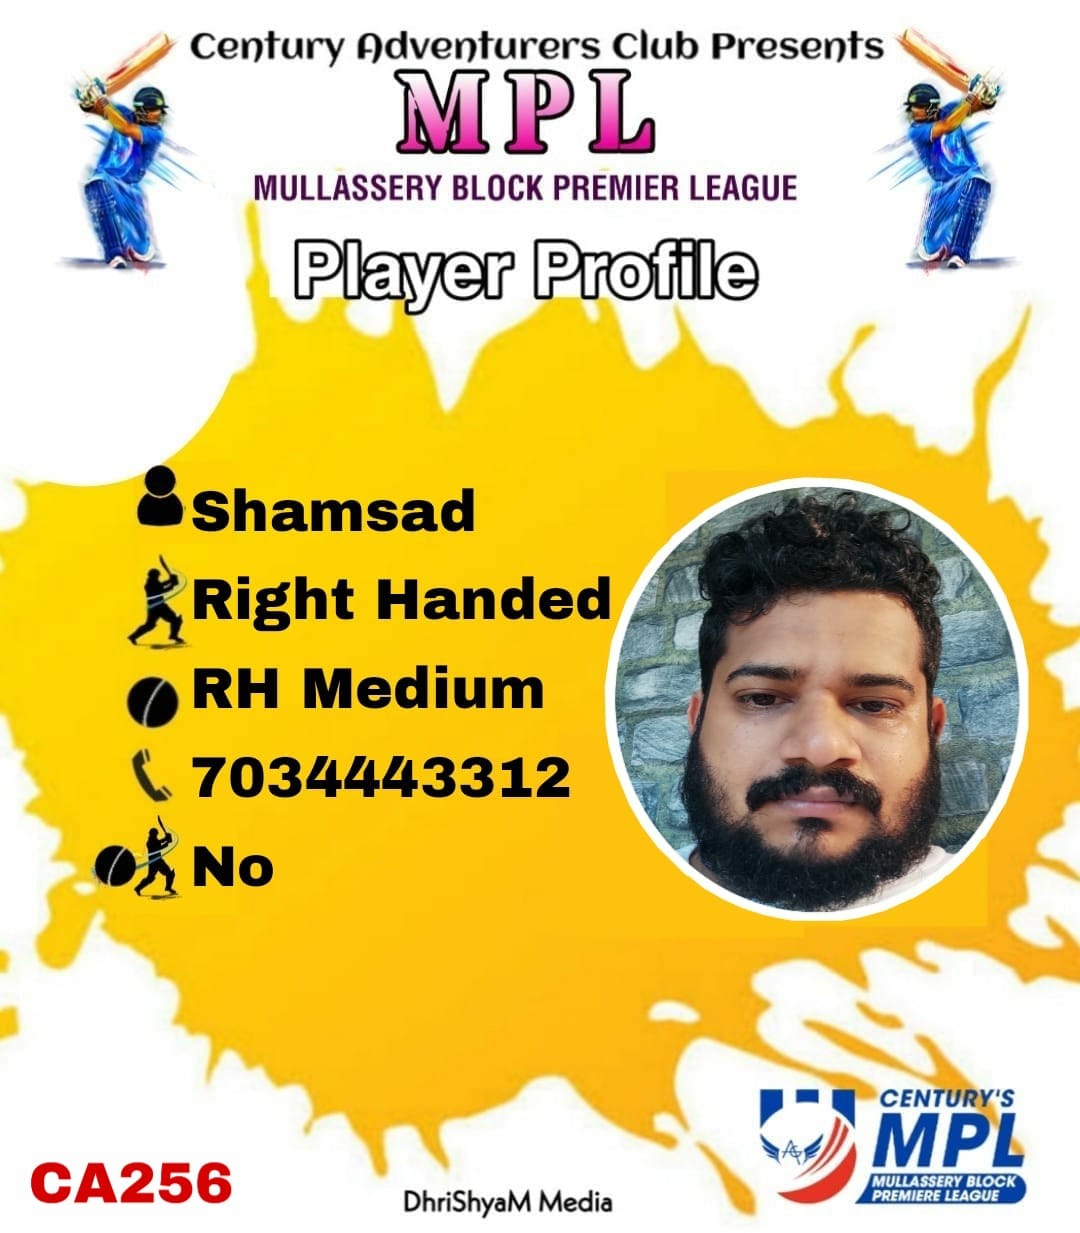 Century Adventurers Club Presents
MPL
MULLASSERY BLOCK PREMIER LEAGUE
Player Profile
Shamsad
Right Handed
RH Medium
7034443312
No
CENTURY'S
MPL
MULLASSERY BLOCK
PREMIERE LEAGUE
CA256
DhriShyaM Media